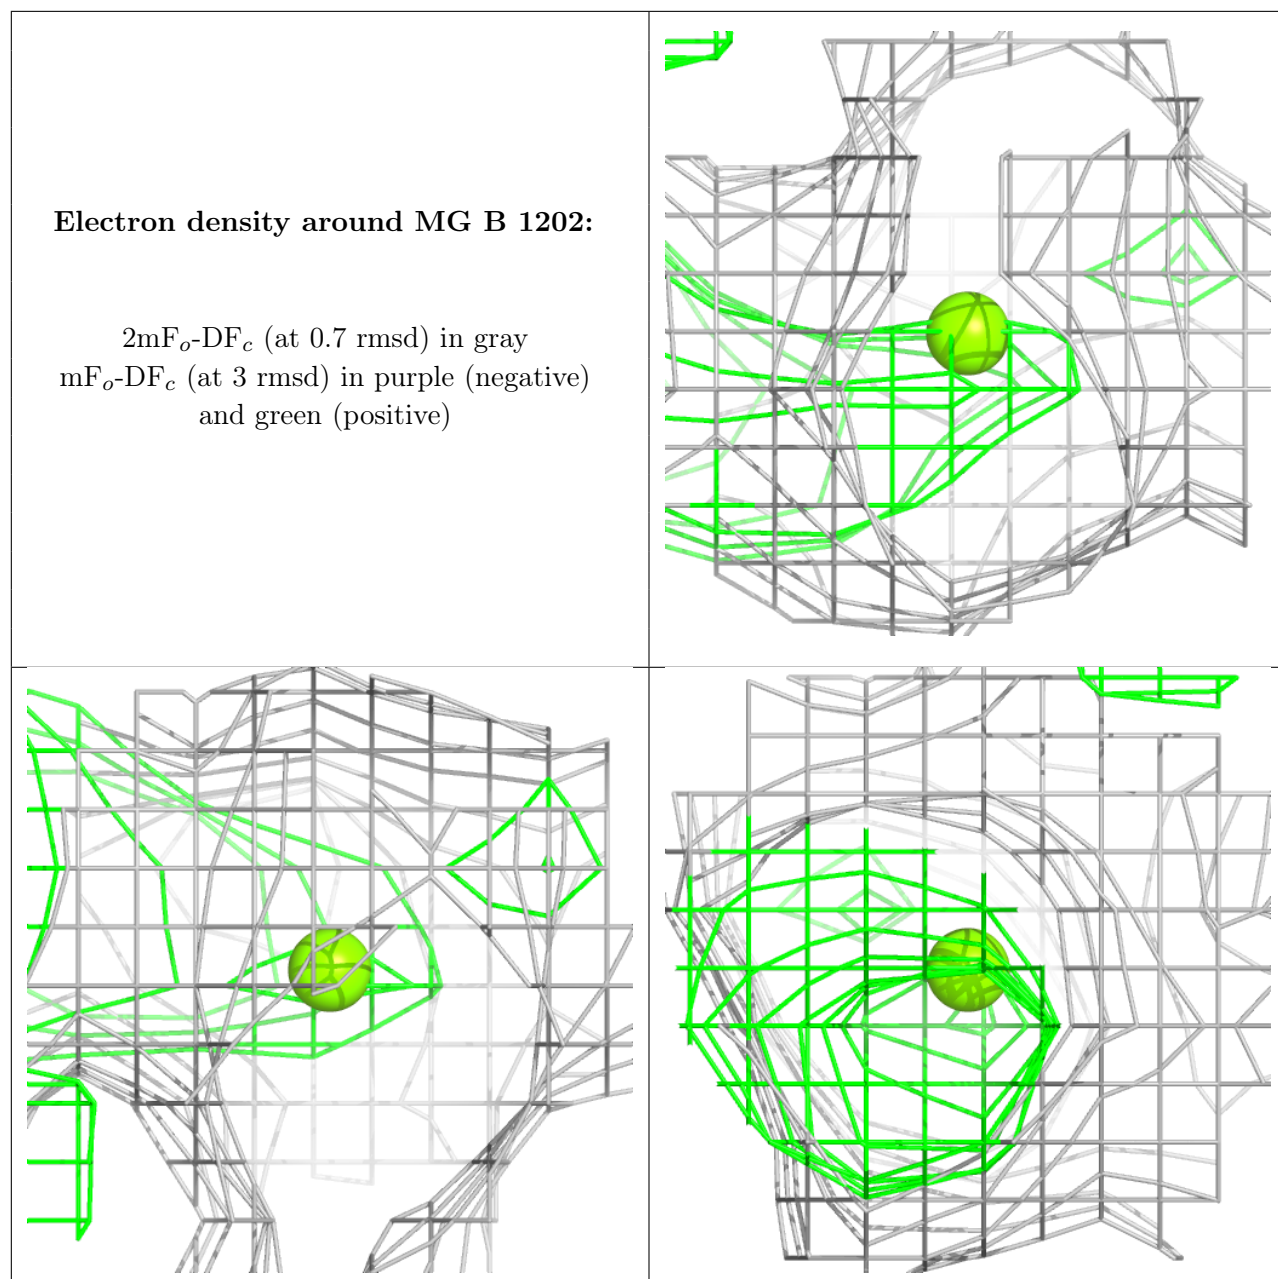 Electron density around MG B 1202:
2mFo-DFc (at 0.7 rmsd) in gray
mFo-DFc (at 3 rmsd) in purple (negative)
and green (positive)